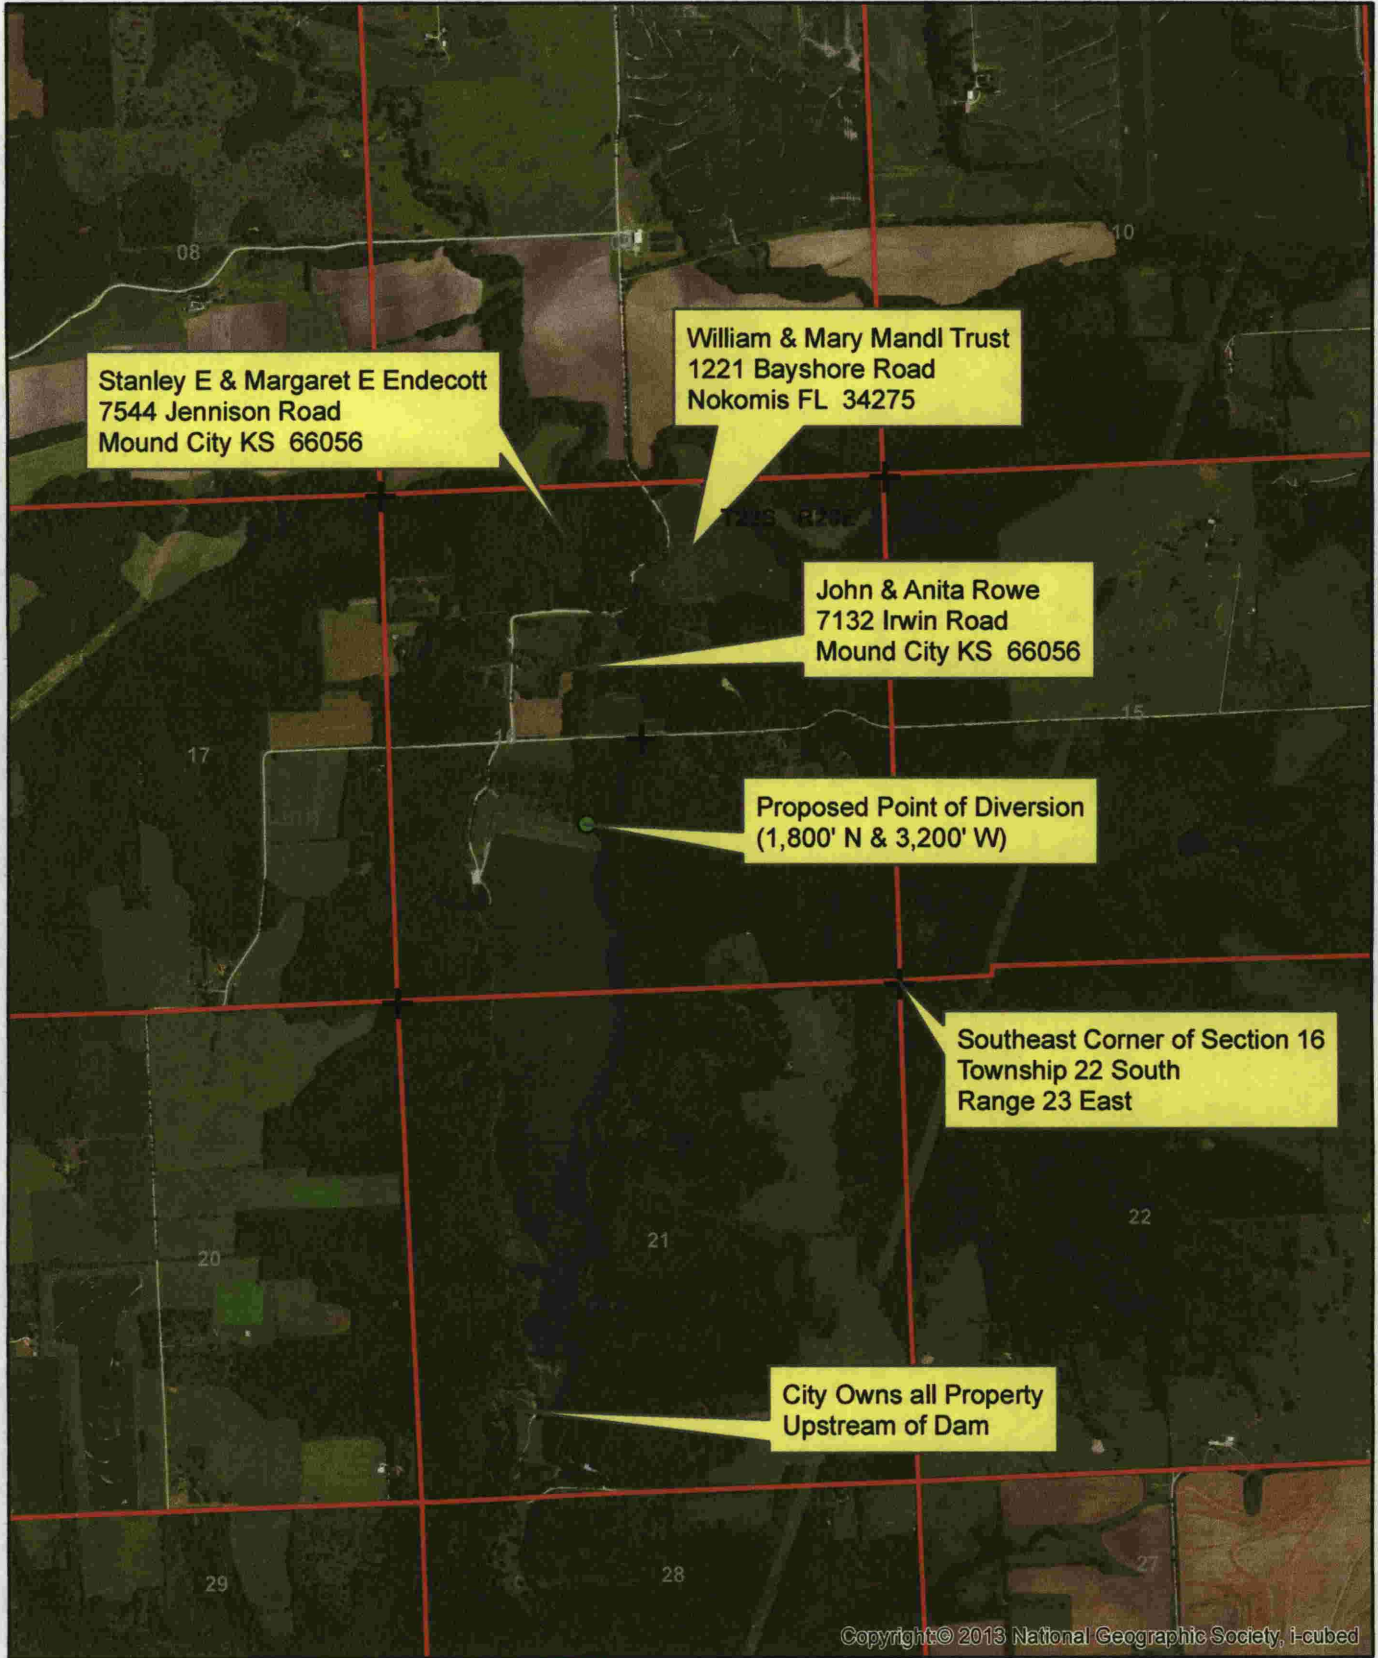 08
10
William & Mary Mandl Trust
1221 Bayshore Road
Nokomis FL 34275
Stanley E & Margaret E Endecott
7544 Jennison Road
Mound City KS 66056
John & Anita Rowe
7132 Irwin Road
Mound City KS 66056
15
17
Proposed Point of Diversion
(1,800' N & 3,200' W)
Linn
Southeast Corner of Section 16
Township 22 South
Range 23 East
22
21
20
City Owns all Property
Upstream of Dam
27
28
29
Copyright:© 2013 National Geographic Society, i-cubed